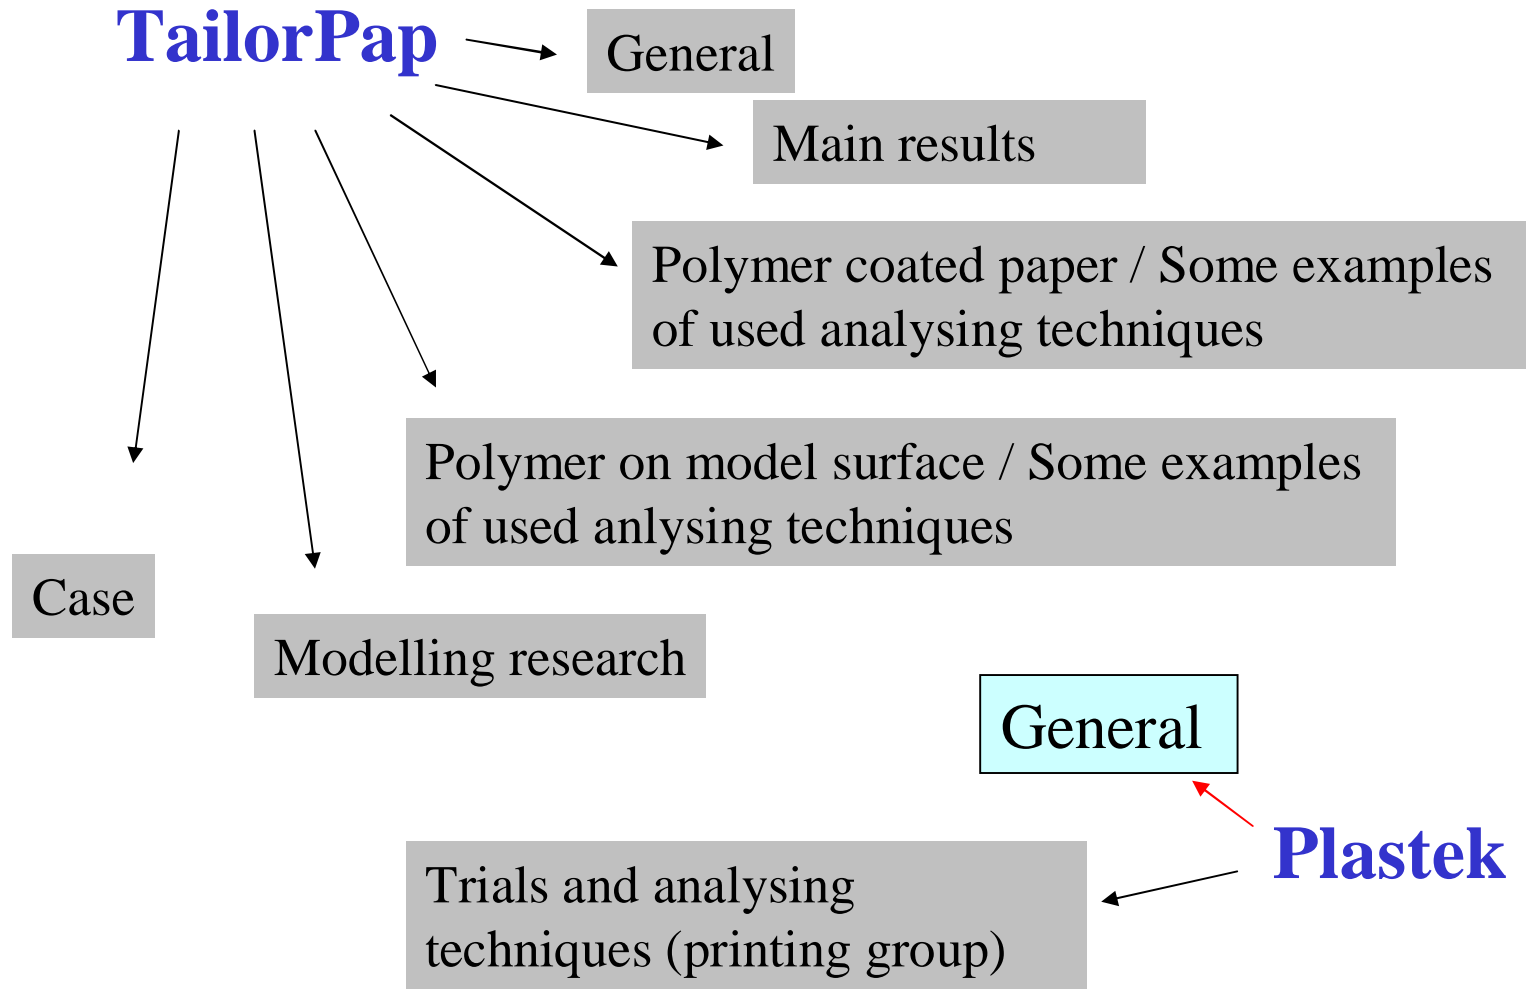 TailorPap
General
Main results
Polymer coated paper / Some examples
of used analysing techniques
Polymer on model surface / Some examples
of used anlysing techniques
Case
Modelling research
General
Plastek
Trials and analysing
techniques (printing group)